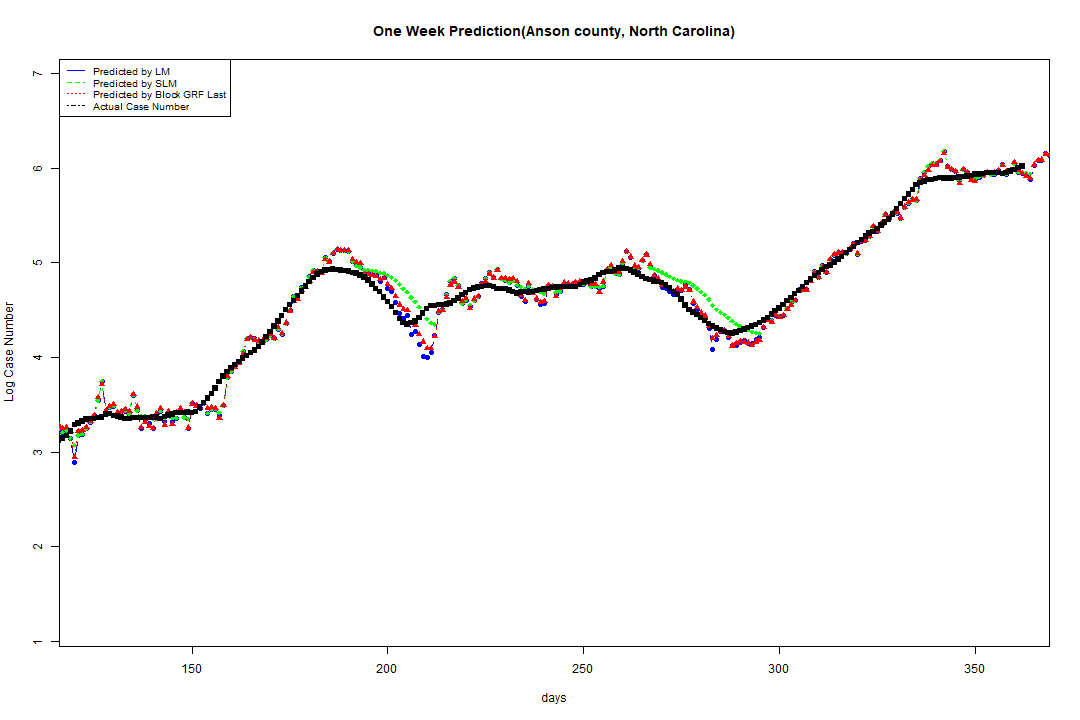 One Week Prediction(Anson county, North Carolina)
Predicted by LM
Predicted by SLM
Predicted by Block GRF Last
Actual Case Number
7
6
5
4
3
2
1
Log Case Number
150 200 250 300 350
days